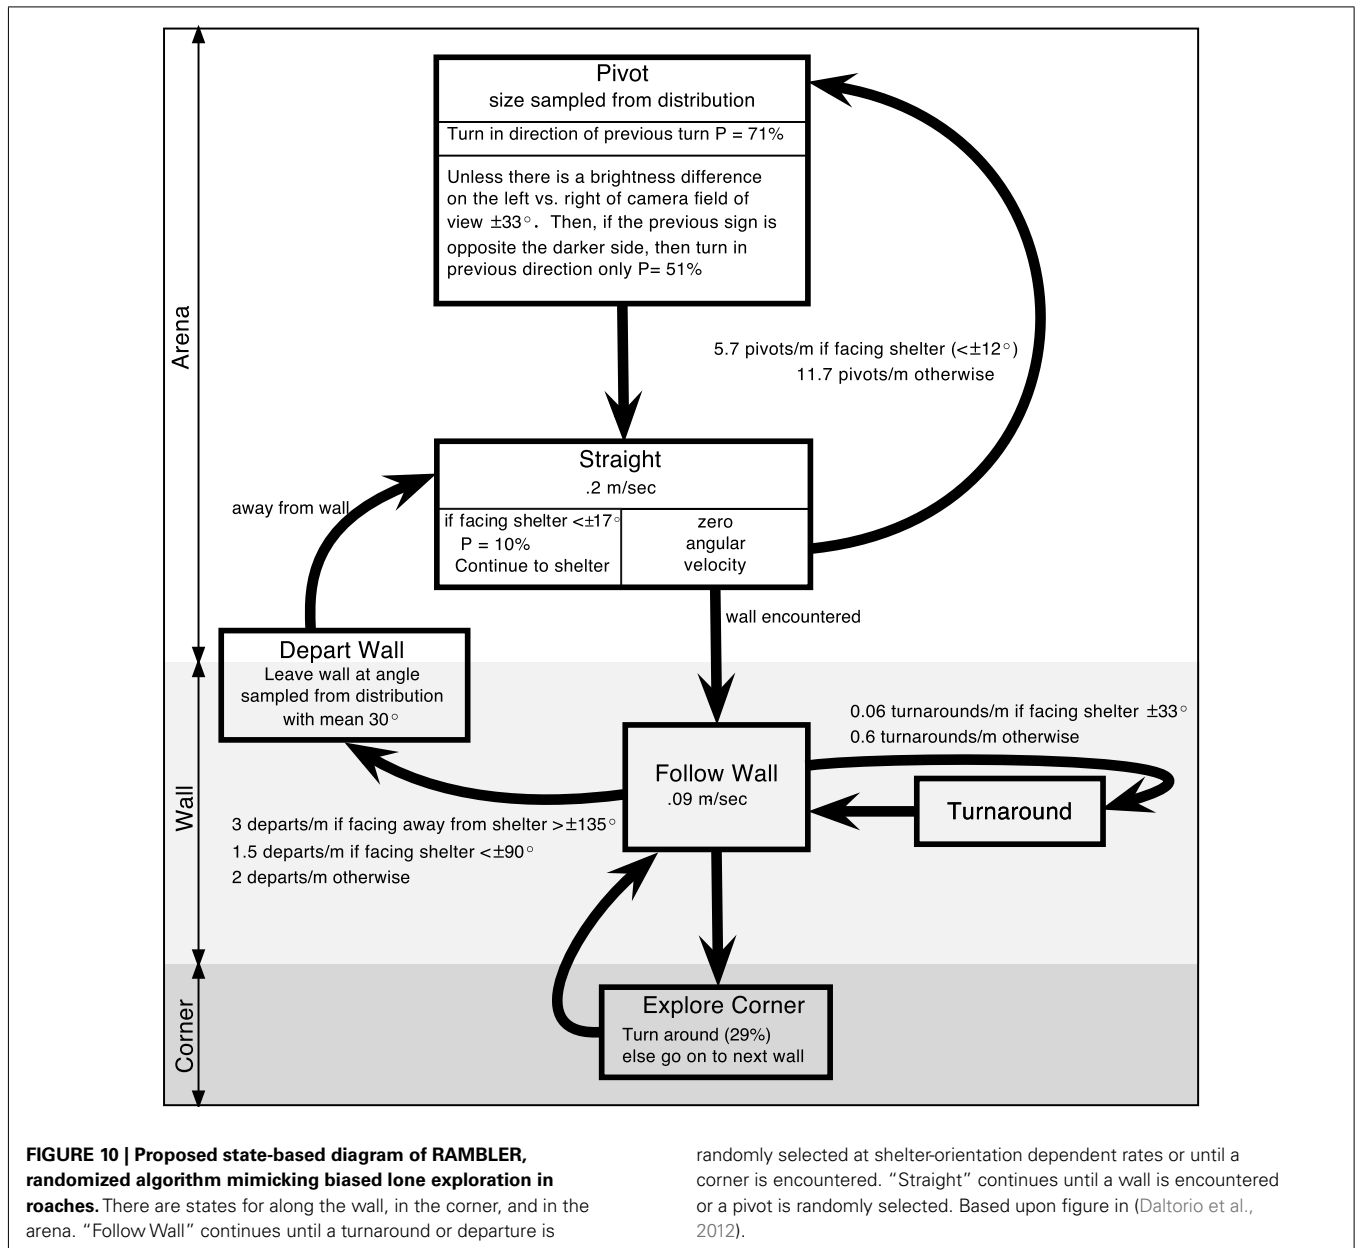 Pivot
size sampled from distribution
Turn in direction of previous turn P = 71%
Unless there is a brightness difference
on the left vs. right of camera field of
view ±33°. Then, if the previous sign is
opposite the darker side, then turn in
previous direction only P= 51%
Arena
5.7 pivots/m if facing shelter (<±12°)
11.7 pivots/m otherwise
Straight
.2 m/sec
if facing shelter <±17°
P = 10%
Continue to shelter
zero
angular
velocity
away from wall
wall encountered
Depart Wall
Leave wall at angle
sampled from distribution
with mean 30°
0.06 turnarounds/m if facing shelter ±33°
0.6 turnarounds/m otherwise
Follow Wall
.09 m/sec
Turnaround
Wall
3 departs/m if facing away from shelter >±135°
1.5 departs/m if facing shelter <±90°
2 departs/m otherwise
Explore Corner
Turn around (29%)
else go on to next wall
Corner
FIGURE 10 | Proposed state-based diagram of RAMBLER,
randomized algorithm mimicking biased lone exploration in
roaches. There are states for along the wall, in the corner, and in the
arena. “Follow Wall” continues until a turnaround or departure is
randomly selected at shelter-orientation dependent rates or until a
corner is encountered. “Straight” continues until a wall is encountered
or a pivot is randomly selected. Based upon figure in (Daltorio et al.,
2012).